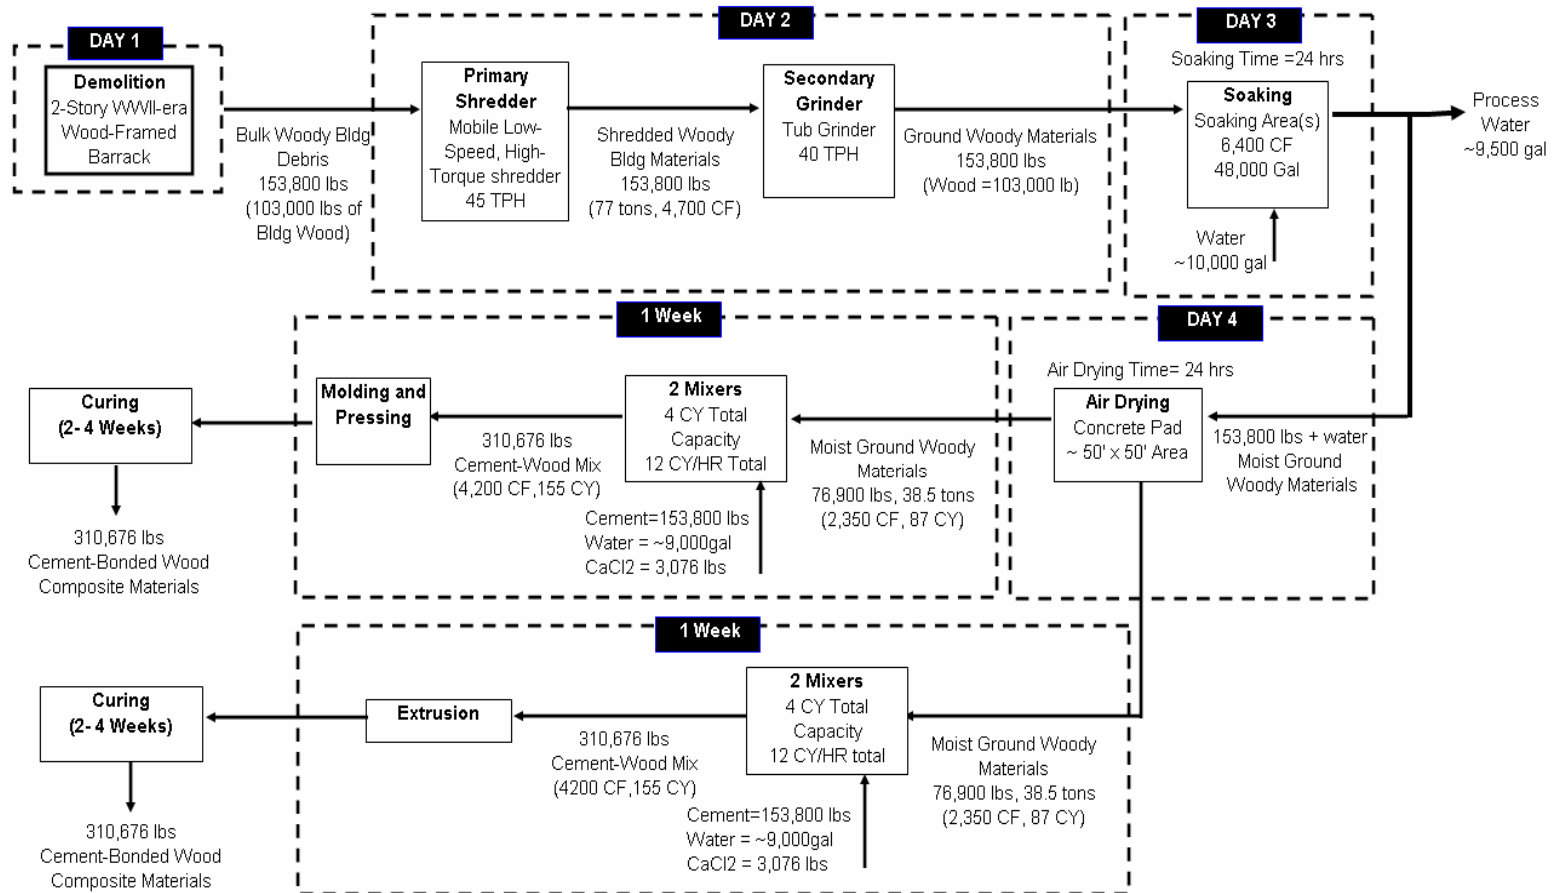 DAY 1
Demolition
2-Story WWII-era
Wood-Framed
Barrack
Bulk Woody Bldg
Debris
153,800 lbs
(103,000 lbs of
Bldg Wood)
DAY 2
Primary
Shredder
Mobile Low-
Speed, High-
Torque shredder
45 TPH
Shredded Woody
Bldg Materials
153,800 lbs
(77 tons, 4,700 CF)
Secondary
Grinder
Tub Grinder
40 TPH
Ground Woody Materials
153,800 lbs
(Wood =103,000 lb)
DAY 3
Soaking Time =24 hrs
Soaking
Soaking Area(s)
6,400 CF
48,000 Gal
Water
~10,000 gal
Process
Water
~9,500 gal
DAY 4
Air Drying Time= 24 hrs
Air Drying
Concrete Pad
~ 50' x 50' Area
153,800 lbs + water
Moist Ground
Woody Materials
1 Week
Moist Ground Woody
Materials
76,900 lbs, 38.5 tons
(2,350 CF, 87 CY)
2 Mixers
4 CY Total
Capacity
12 CY/HR Total
Cement=153,800 lbs
Water = ~9,000gal
CaCl2 = 3,076 lbs
310,676 lbs
Cement-Wood Mix
(4,200 CF,155 CY)
Molding and
Pressing
Curing
(2- 4 Weeks)
310,676 lbs
Cement-Bonded Wood
Composite Materials
1 Week
Moist Ground Woody
Materials
76,900 lbs, 38.5 tons
(2,350 CF, 87 CY)
2 Mixers
4 CY Total
Capacity
12 CY/HR total
Cement=153,800 lbs
Water = ~9,000gal
CaCl2 = 3,076 lbs
310,676 lbs
Cement-Wood Mix
(4200 CF,155 CY)
Extrusion
Curing
(2- 4 Weeks)
310,676 lbs
Cement-Bonded Wood
Composite Materials